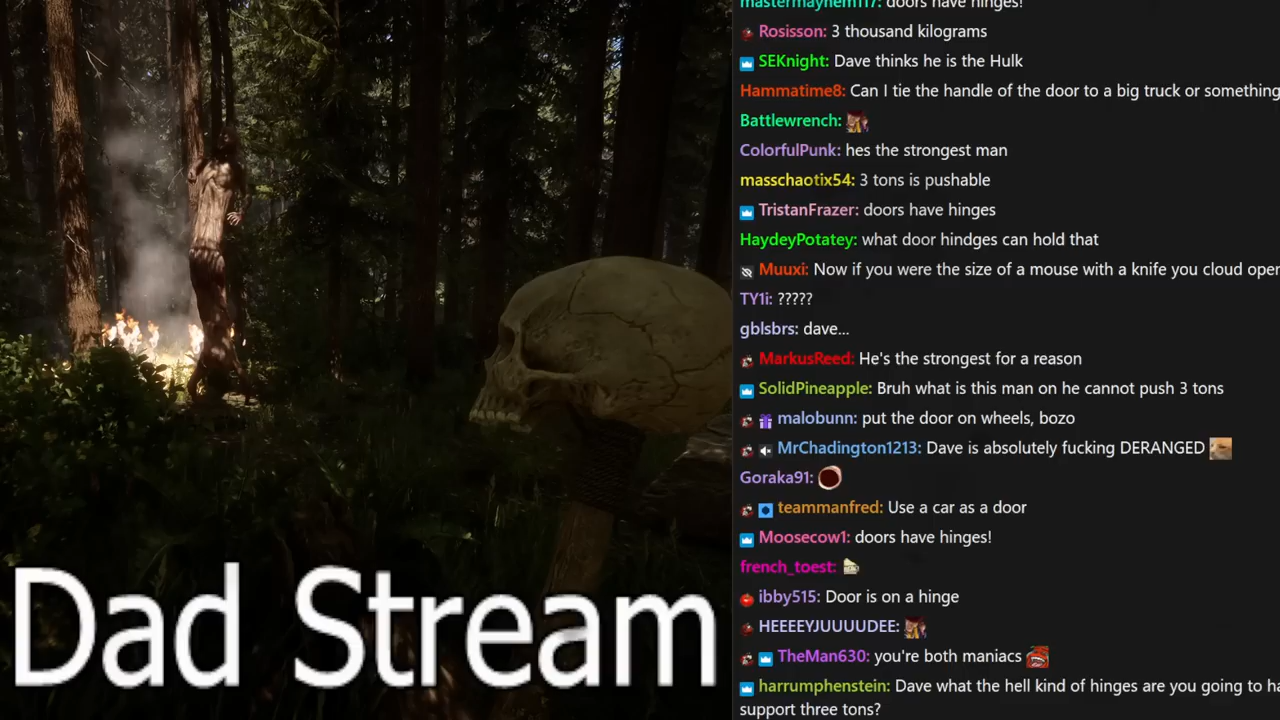 mastermayhem117: doors have hinges!
Rosisson: 3 thousand kilograms
SEKnight: Dave thinks he is the Hulk
Hammatime8: Can I tie the handle of the door to a big truck or something
Battlewrench:
ColorfulPunk: hes the strongest man
masschaotix54: 3 tons is pushable
TristanFrazer: doors have hinges
HaydeyPotatey: what door hindges can hold that
Muuxi: Now if you were the size of a mouse with a knife you cloud open
TY1i: ?????
gblsbrs: dave...
MarkusReed: He's the strongest for a reason
SolidPineapple: Bruh what is this man on he cannot push 3 tons
malobunn: put the door on wheels, bozo
MrChadington1213: Dave is absolutely fucking DERANGED
Goraka91:
teammanfred: Use a car as a door
Moosecow1: doors have hinges!
french_toest:
ibby515: Door is on a hinge
HEEEEYJUUUUDEE:
TheMan630: you're both maniacs
harrumphenstein: Dave what the hell kind of hinges are you going to
support three tons?
Dad Stream